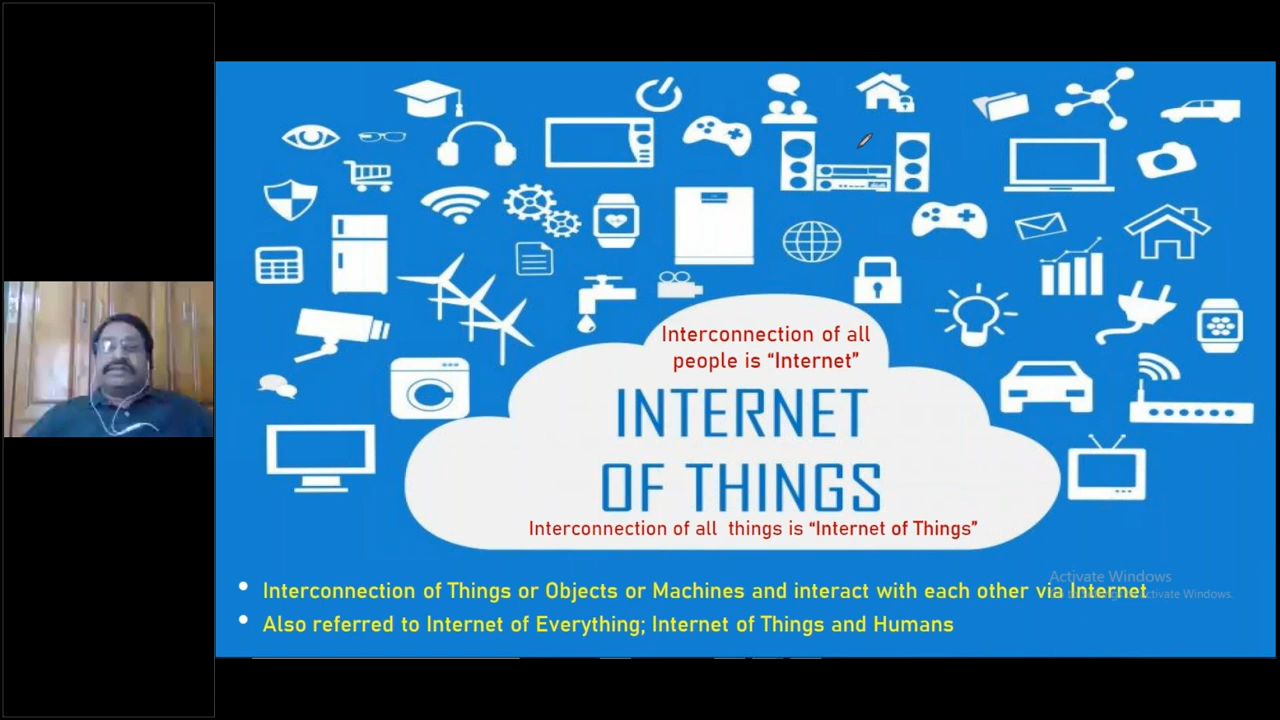 Interconnection of all
people is “Internet”
INTERNET
OF THINGS
Interconnection of all things is “Internet of Things”
Activate Windows
• Interconnection of Things or Objects or Machines and interact with each other via Internet
ctivate Windows.
• Also referred to Internet of Everything; Internet of Things and Humans